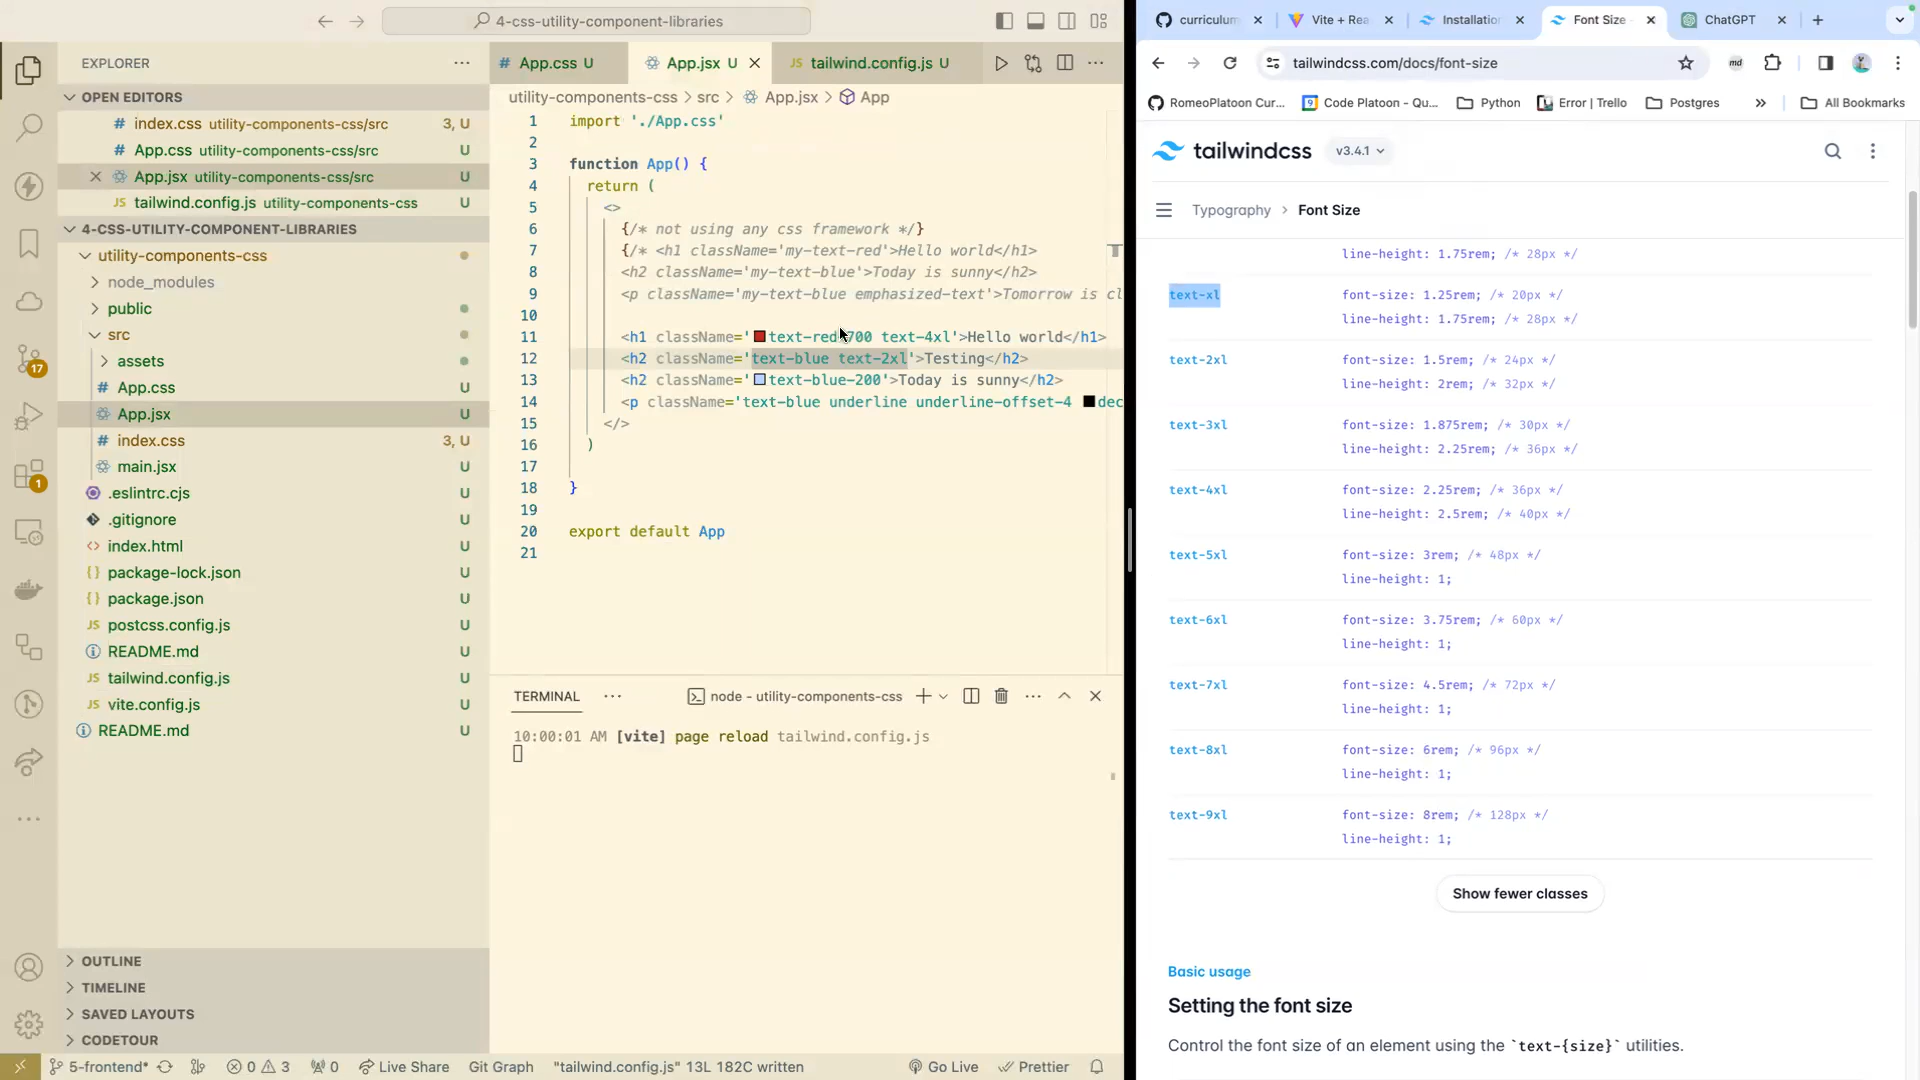 4-css-utility-component-libraries
EXPLORER
OPEN EDITORS
# index.css utility-components-css/src 3, U
# App.css utility-components-css/src U
App.jsx utility-components-css/src U
JS tailwind.config.js utility-components-css U
4-CSS-UTILITY-COMPONENT-LIBRARIES
utility-components-css
node_modules
public
src
assets
# App.css U
App.jsx U
# index.css 3, U
main.jsx U
.eslintrc.cjs U
.gitignore U
<> index.html U
{} package-lock.json U
{} package.json U
JS postcss.config.js U
README.md U
JS tailwind.config.js U
JS vite.config.js U
README.md U
OUTLINE
TIMELINE
SAVED LAYOUTS
CODETOUR
17
1
# App.css U
App.jsx U
JS tailwind.config.js U
utility-components-css > src > App.jsx > App
1 import './App.css'
2
3 function App() {
4 return (
5 <>
6 {/* not using any css framework */}
7 {/* <h1 className='my-text-red'>Hello world</h1>
8 <h2 className='my-text-blue'>Today is sunny</h2>
9 <p className='my-text-blue emphasized-text'>Tomorrow is cl
10
11 <h1 className='text-red-700 text-4xl'>Hello world</h1>
12 <h2 className='text-blue text-2xl'>Testing</h2>
13 <h2 className='text-blue-200'>Today is sunny</h2>
14 <p className='text-blue underline underline-offset-4 dec
15 </>
16 )
17
18 }
19
20 export default App
21
TERMINAL
node - utility-components-css
10:00:01 AM [vite] page reload tailwind.config.js
5-frontend*
0 3
0
Live Share
Git Graph
"tailwind.config.js" 13L 182C written
Go Live
Prettier
curriculum
Vite + Rea
Installation
Font Size -
ChatGPT
tailwindcss.com/docs/font-size
md
RomeoPlatoon Cur...
Code Platoon - Qu...
Python
Error | Trello
Postgres
All Bookmarks
tailwindcss
v3.4.1
Typography > Font Size
line-height: 1.75rem; /* 28px */
text-xl font-size: 1.25rem; /* 20px */
line-height: 1.75rem; /* 28px */
text-2xl font-size: 1.5rem; /* 24px */
line-height: 2rem; /* 32px */
text-3xl font-size: 1.875rem; /* 30px */
line-height: 2.25rem; /* 36px */
text-4xl font-size: 2.25rem; /* 36px */
line-height: 2.5rem; /* 40px */
text-5xl font-size: 3rem; /* 48px */
line-height: 1;
text-6xl font-size: 3.75rem; /* 60px */
line-height: 1;
text-7xl font-size: 4.5rem; /* 72px */
line-height: 1;
text-8xl font-size: 6rem; /* 96px */
line-height: 1;
text-9xl font-size: 8rem; /* 128px */
line-height: 1;
Show fewer classes
Basic usage
Setting the font size
Control the font size of an element using the `text-{size}` utilities.